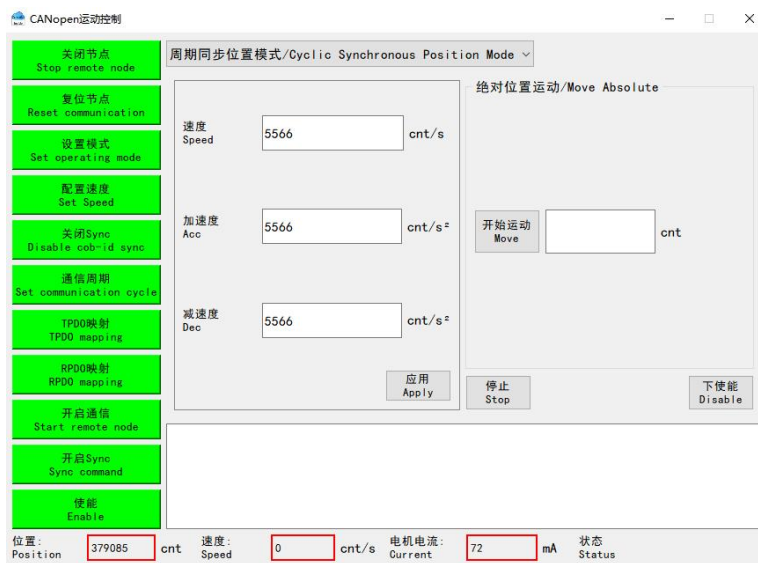 CANopen运动控制
关闭节点
Stop remote node
复位节点
Reset communication
设置模式
Set operating mode
配置速度
Set Speed
关闭Sync
Disable cob-id sync
通信周期
Set communication cycle
TPDO映射
TPDO mapping
RPDO映射
RPDO mapping
开启通信
Start remote node
开启Sync
Sync command
使能
Enable
周期同步位置模式/Cyclic Synchronous Position Mode
速度
Speed
5566
cnt/s
加速度
Acc
5566
cnt/s²
减速度
Dec
5566
cnt/s²
应用
Apply
绝对位置运动/Move Absolute
开始运动
Move
cnt
停止
Stop
下使能
Disable
位置:
Position
379085
cnt
速度:
Speed
0
cnt/s
电机电流:
Current
72
mA
状态
Status